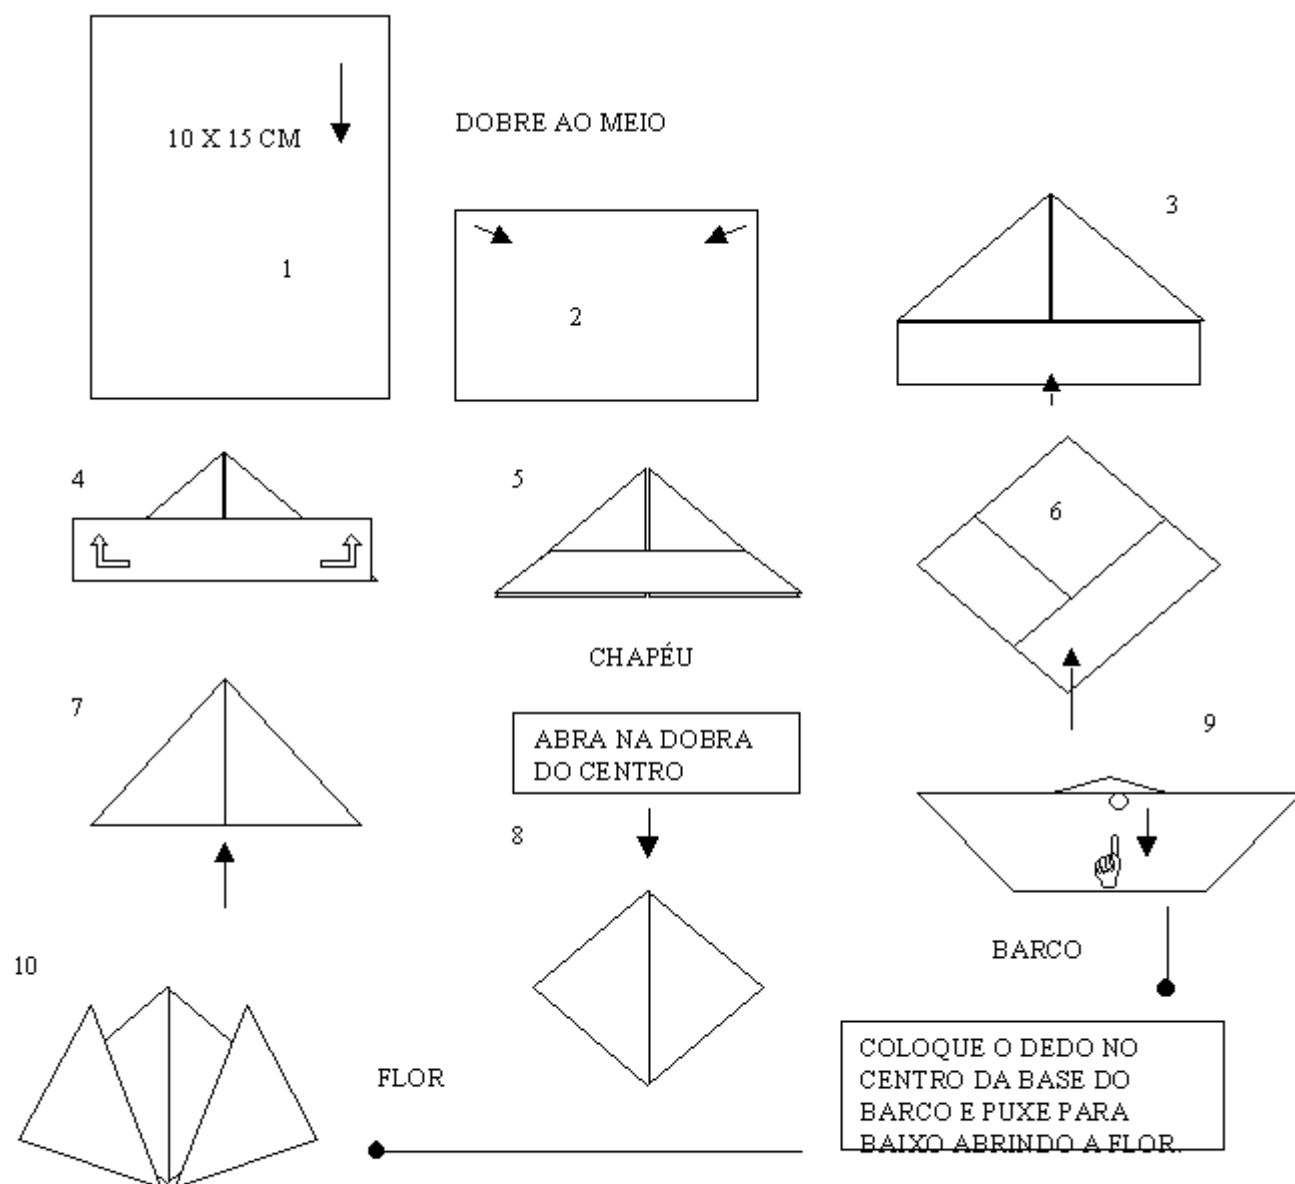 10 X 15 CM
1
DOBRE AO MEIO
2
3
4
5
CHAPÉU
6
7
ABRA NA DOBRA
DO CENTRO
8
9
BARCO
10
FLOR
COLOQUE O DEDO NO
CENTRO DA BASE DO
BARCO E PUXE PARA
BAIXO ABRINDO A FLOR.